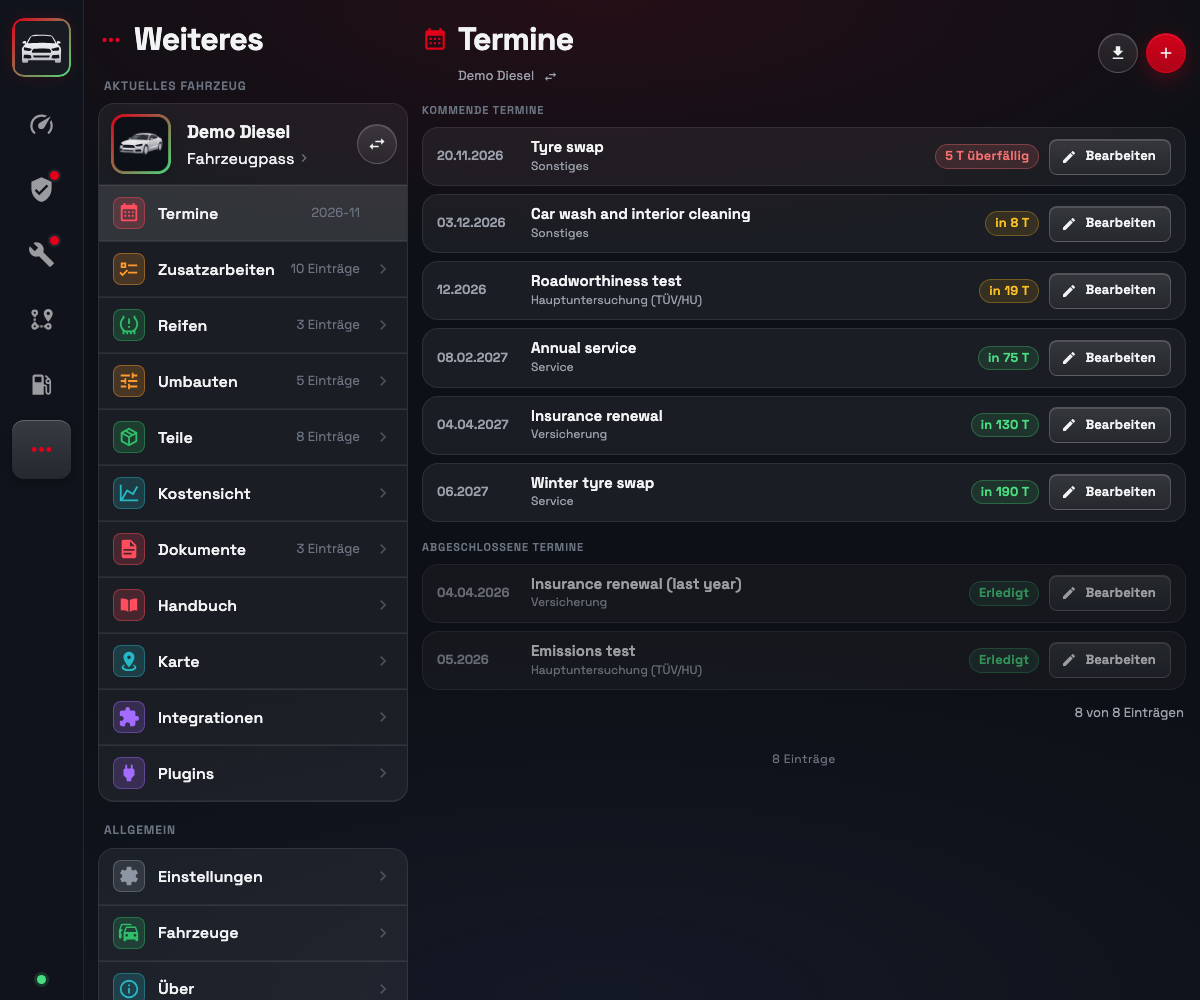 Weiteres
AKTUELLES FAHRZEUG
Demo Diesel
Fahrzeugpass
Termine 2026-11
Zusatzarbeiten 10 Einträge
Reifen 3 Einträge
Umbauten 5 Einträge
Teile 8 Einträge
Kostensicht
Dokumente 3 Einträge
Handbuch
Karte
Integrationen
Plugins
ALLGEMEIN
Einstellungen
Fahrzeuge
Über
Termine
Demo Diesel
KOMMENDE TERMINE
20.11.2026 Tyre swap 5 T überfällig Bearbeiten
Sonstiges
03.12.2026 Car wash and interior cleaning in 8 T Bearbeiten
Sonstiges
12.2026 Roadworthiness test in 19 T Bearbeiten
Hauptuntersuchung (TÜV/HU)
08.02.2027 Annual service in 75 T Bearbeiten
Service
04.04.2027 Insurance renewal in 130 T Bearbeiten
Versicherung
06.2027 Winter tyre swap in 190 T Bearbeiten
Service
ABGESCHLOSSENE TERMINE
04.04.2026 Insurance renewal (last year) Erledigt Bearbeiten
Versicherung
05.2026 Emissions test Erledigt Bearbeiten
Hauptuntersuchung (TÜV/HU)
8 von 8 Einträgen
8 Einträge